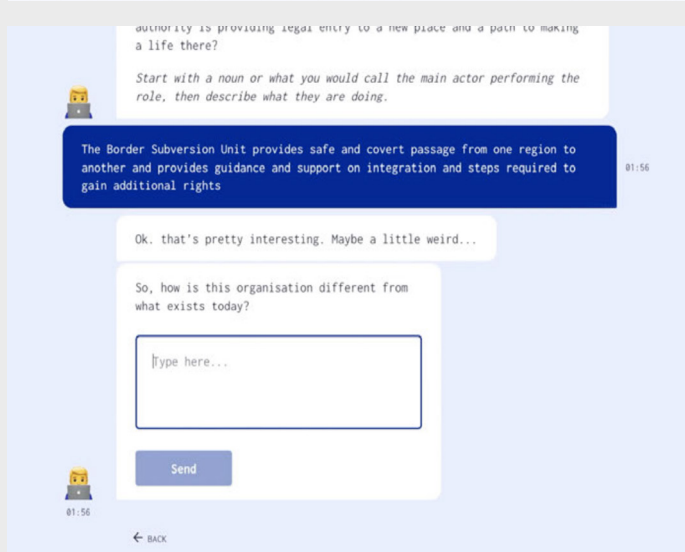 authority is providing legal entry to a new place and a path to making
a life there?
Start with a noun or what you would call the main actor performing the
role, then describe what they are doing.
The Border Subversion Unit provides safe and covert passage from one region to
another and provides guidance and support on integration and steps required to
gain additional rights
01:56
Ok. that's pretty interesting. Maybe a little weird...
So, how is this organisation different from
what exists today?
Type here...
Send
01:56
← BACK